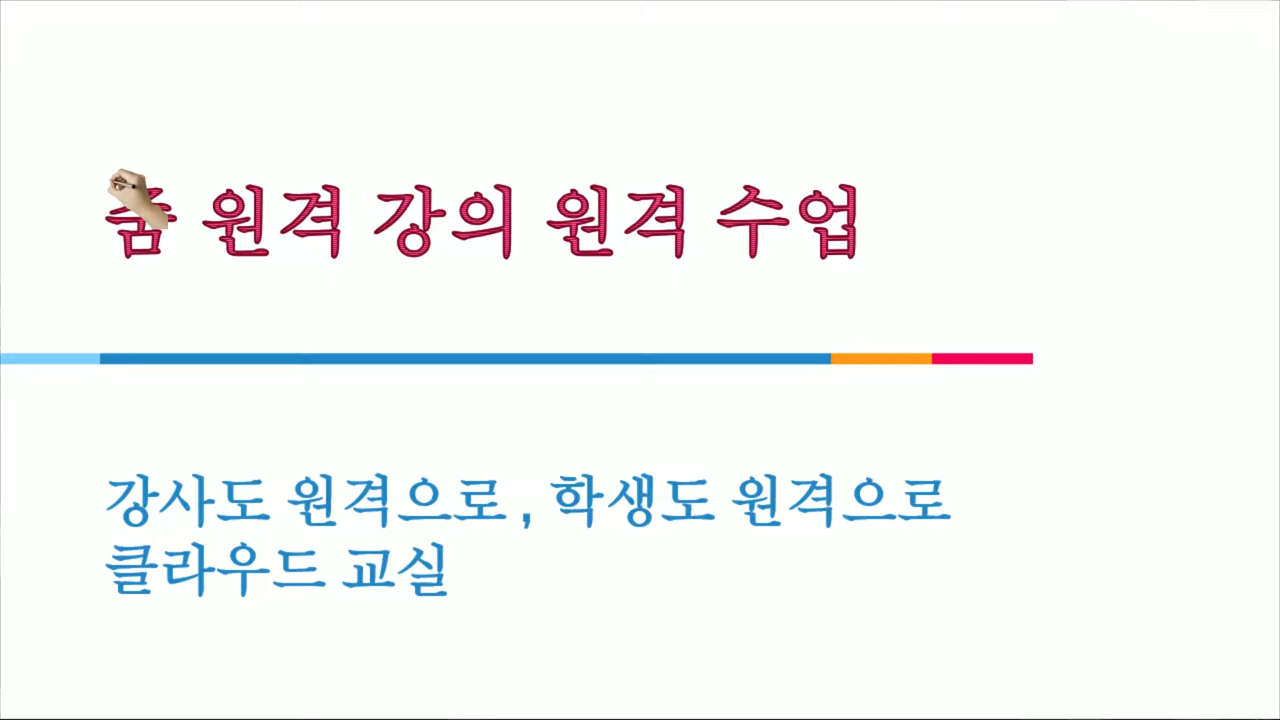 줌 원격 강의 원격 수업
강사도 원격으로, 학생도 원격으로
클라우드 교실